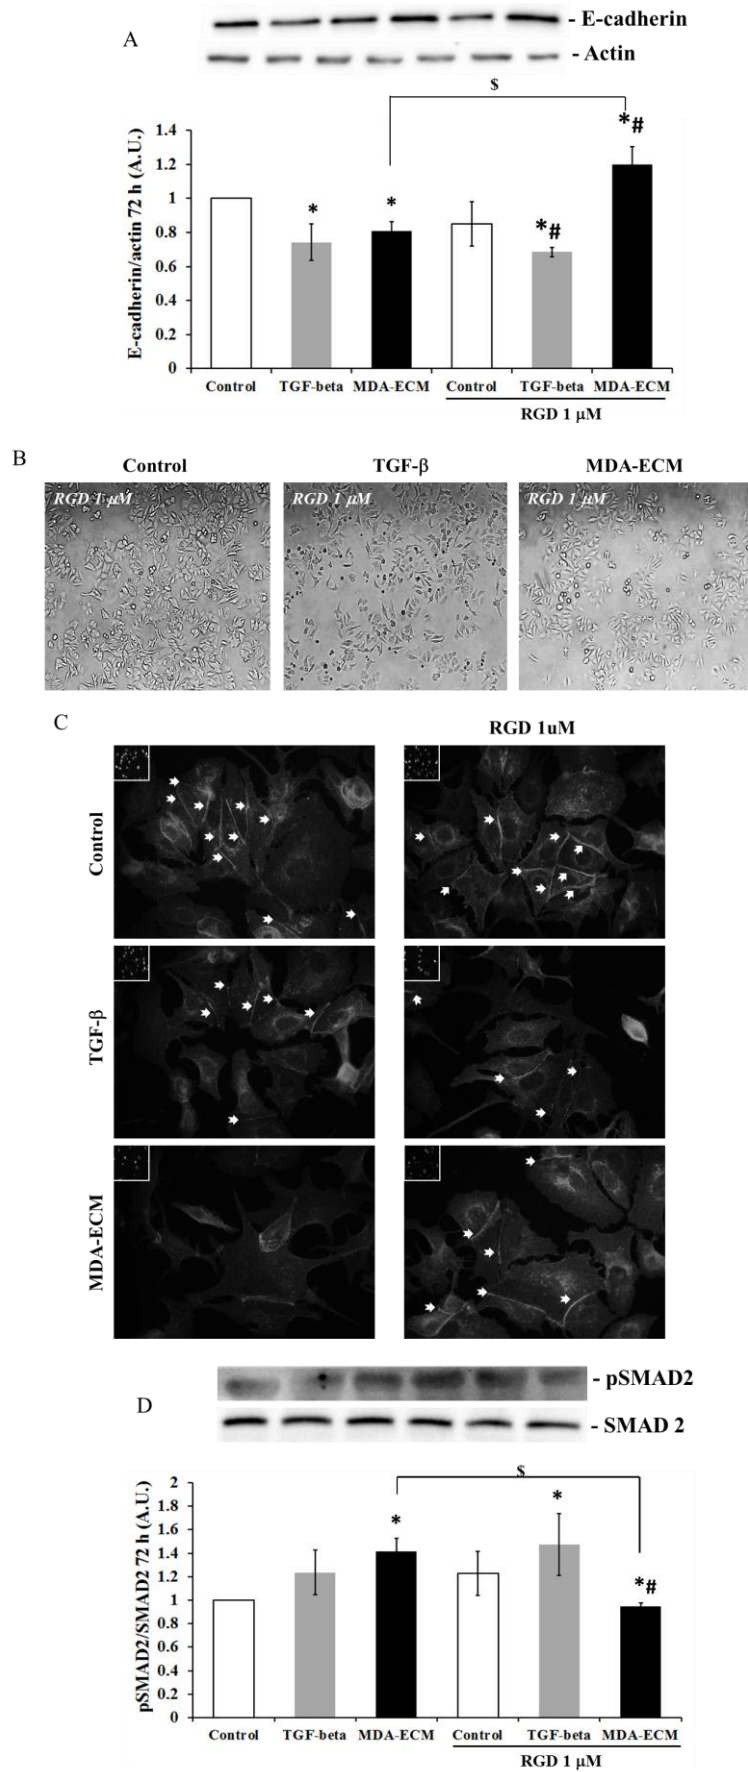 A
- E-cadherin
- Actin
$
*#
*
*
*#
E-cadherin/actin 72 h (A.U.)
1.4
1.2
1
0.8
0.6
0.4
0.2
0
Control TGF-beta MDA-ECM Control TGF-beta MDA-ECM
RGD 1 μM
B
Control TGF-β MDA-ECM
RGD 1 μM RGD 1 μM RGD 1 μM
C
RGD 1uM
Control
TGF-β
MDA-ECM
D
- pSMAD2
- SMAD 2
$
*
*
*#
pSMAD2/SMAD2 72 h (A.U.)
2
1.8
1.6
1.4
1.2
1
0.8
0.6
0.4
0.2
0
Control TGF-beta MDA-ECM Control TGF-beta MDA-ECM
RGD 1 μM